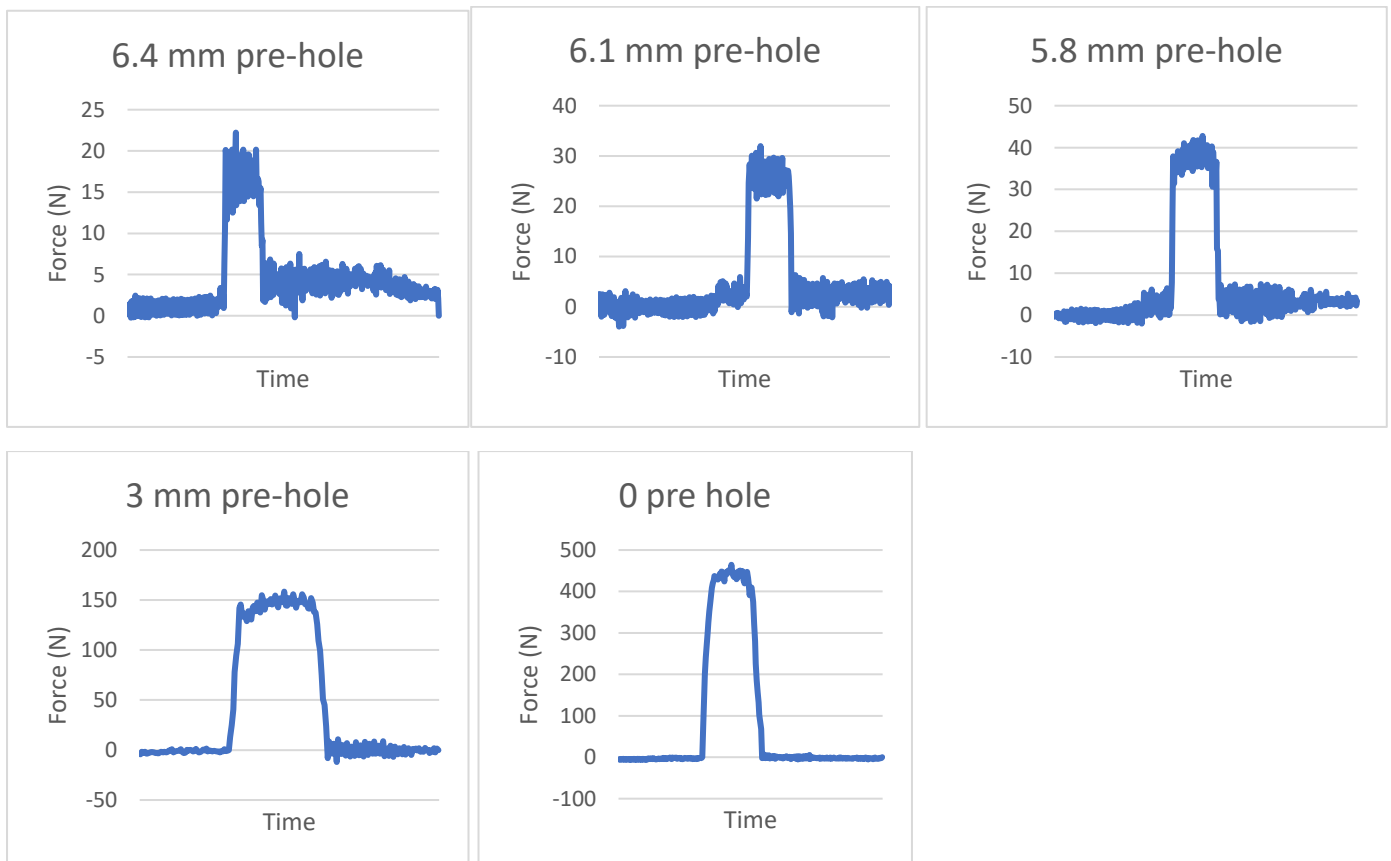 6.4 mm pre-hole
25
20
15
10
5
0
-5
Force (N)
Time
6.1 mm pre-hole
40
30
20
10
0
-10
Force (N)
Time
5.8 mm pre-hole
50
40
30
20
10
0
-10
Force (N)
Time
3 mm pre-hole
200
150
100
50
0
-50
Force (N)
Time
0 pre hole
500
400
300
200
100
0
-100
Force (N)
Time